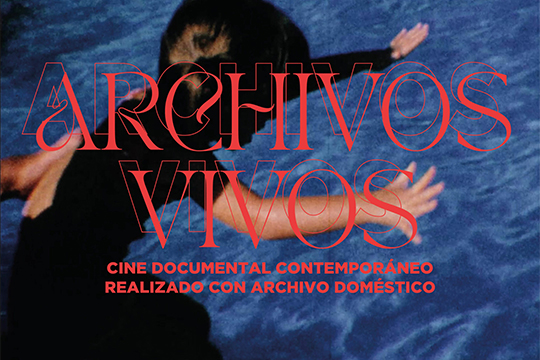 ARCHIVOS
VIVOS
CINE DOCUMENTAL CONTEMPORÁNEO
REALIZADO CON ARCHIVO DOMÉSTICO